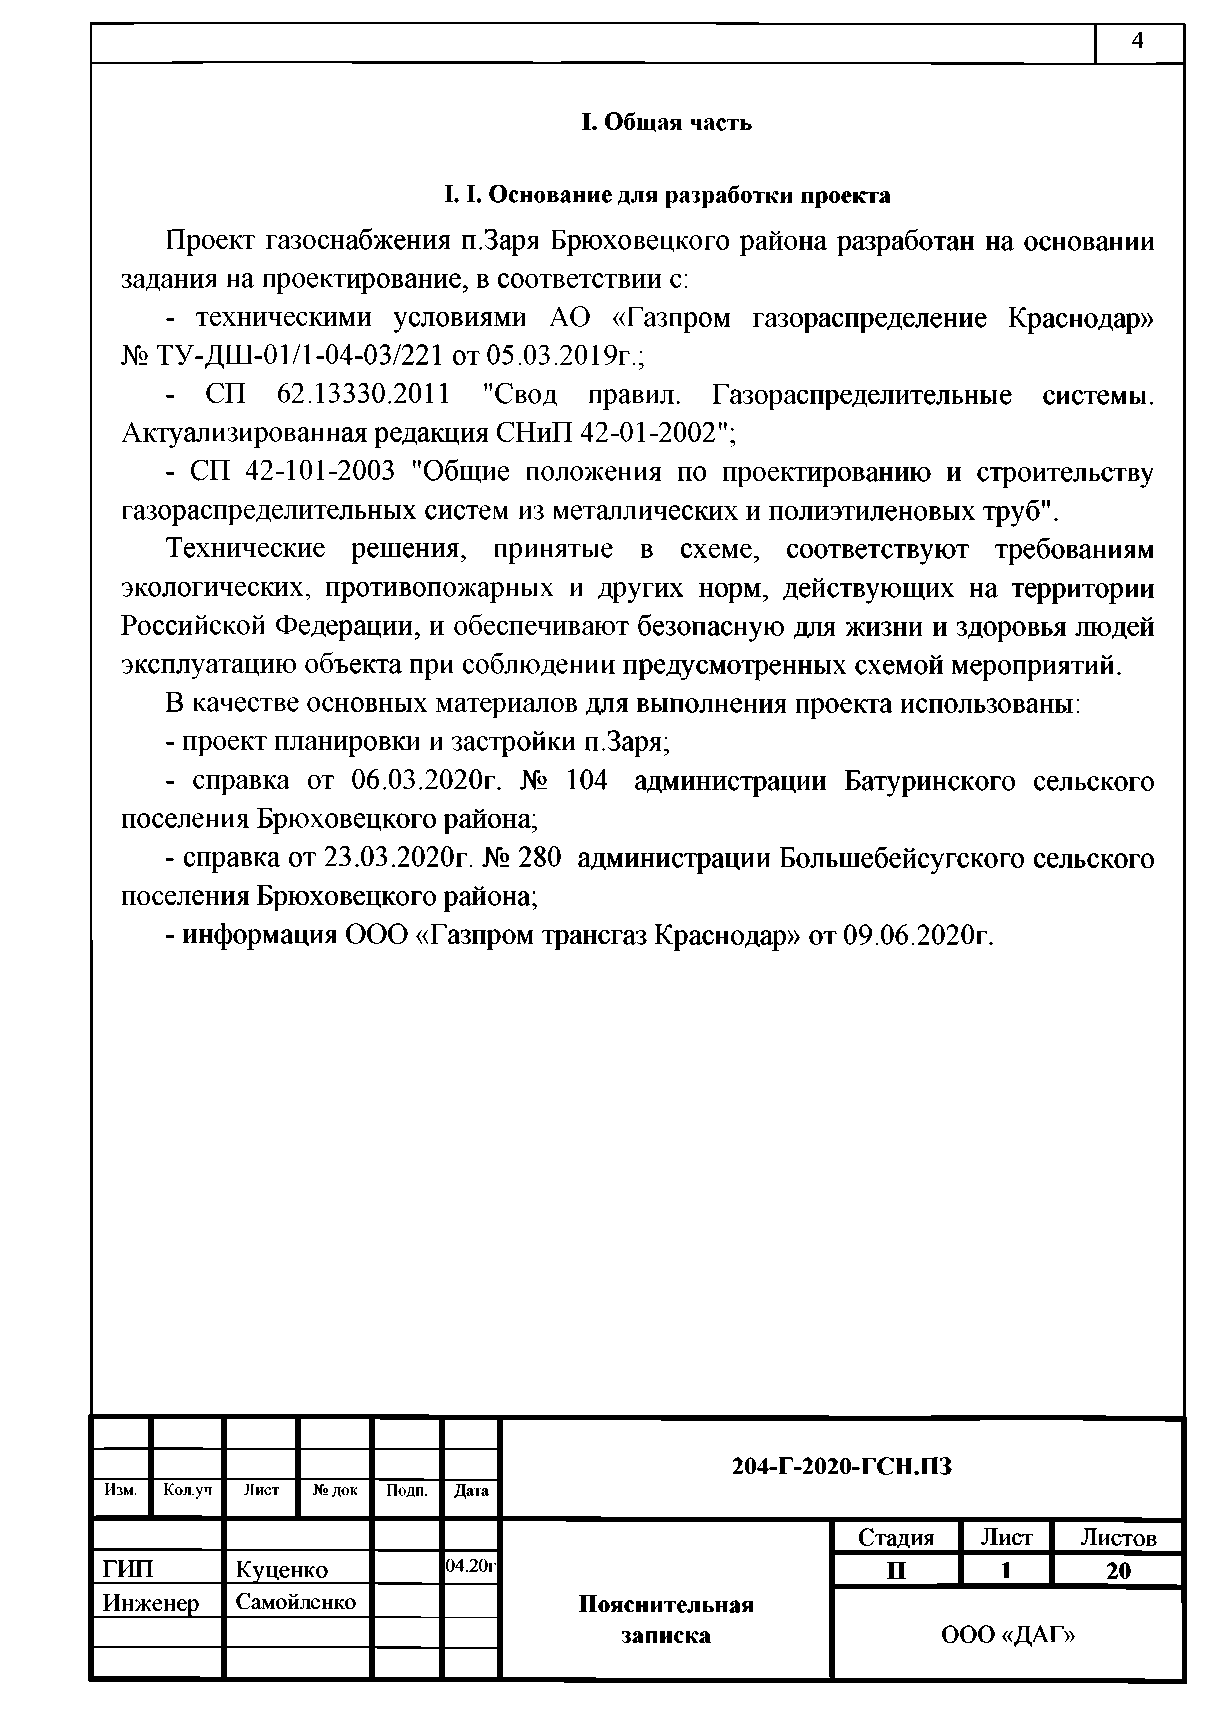 4
I. Общая часть
I. I. Основание для разработки проекта
Проект газоснабжения п.Заря Брюховецкого района разработан на основании
задания на проектирование, в соответствии с:
- техническими условиями АО «Газпром газораспределение Краснодар»
№ ТУ-ДШ-01/1-04-03/221 от 05.03.2019г.;
- СП 62.13330.2011 "Свод правил. Газораспределительные системы.
Актуализированная редакция СНиП 42-01-2002";
- СП 42-101-2003 "Общие положения по проектированию и строительству
газораспределительных систем из металлических и полиэтиленовых труб".
Технические решения, принятые в схеме, соответствуют требованиям
экологических, противопожарных и других норм, действующих на территории
Российской Федерации, и обеспечивают безопасную для жизни и здоровья людей
эксплуатацию объекта при соблюдении предусмотренных схемой мероприятий.
В качестве основных материалов для выполнения проекта использованы:
- проект планировки и застройки п.Заря;
- справка от 06.03.2020г. № 104 администрации Батуринского сельского
поселения Брюховецкого района;
- справка от 23.03.2020г. № 280 администрации Большебейсугского сельского
поселения Брюховецкого района;
- информация ООО «Газпром трансгаз Краснодар» от 09.06.2020г.
204-Г-2020-ГСН.ПЗ
Изм. Кол.уч Лист № док Подп. Дата
Стадия Лист Листов
ГИП Куценко 04.20г П 1 20
Инженер Самойленко
Пояснительная
записка
ООО «ДАГ»